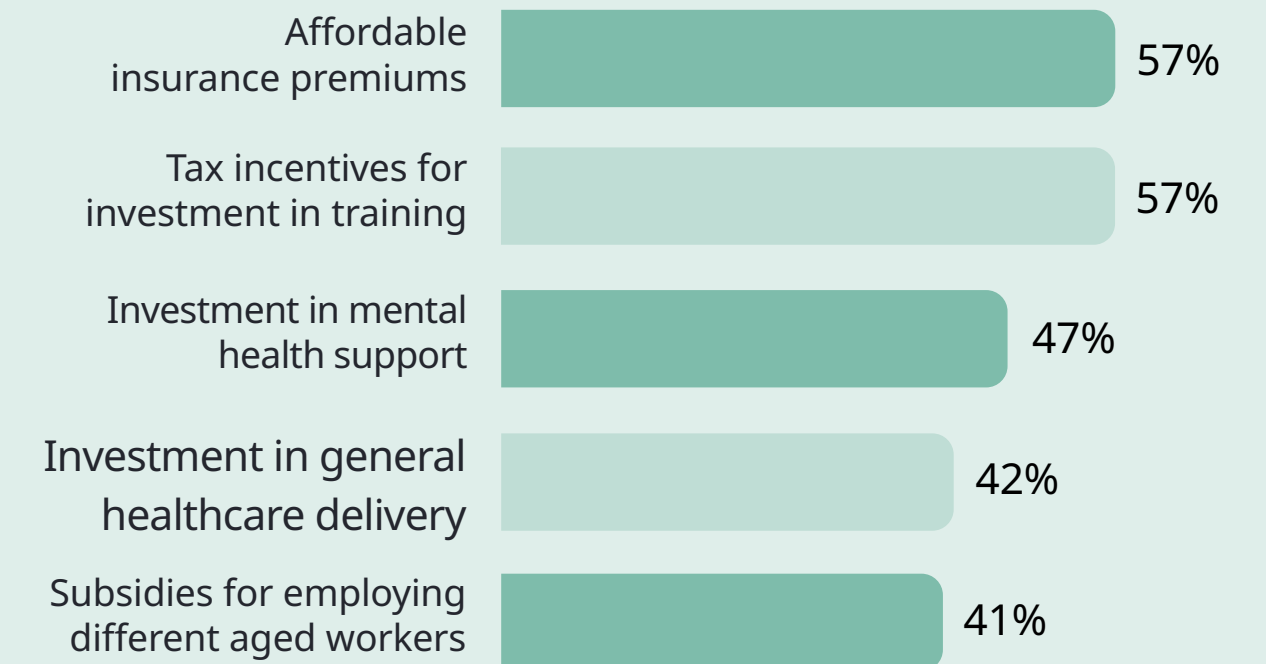 Affordable
insurance premiums
57%
Tax incentives for
investment in training
57%
Investment in mental
health support
47%
Investment in general
healthcare delivery
42%
Subsidies for employing
different aged workers
41%